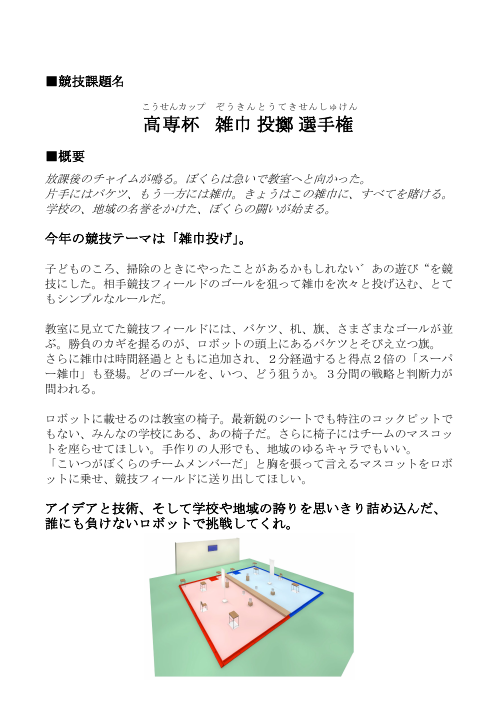 ■競技課題名
こうせんカップ　ぞうきんとうてきせんしゅけん
高専杯　雑巾 投擲 選手権
■概要
放課後のチャイムが鳴る。ぼくらは急いで教室へと向かった。
片手にはバケツ、もう一方には雑巾。きょうはこの雑巾に、すべてを賭ける。
学校の、地域の名誉をかけた、ぼくらの闘いが始まる。
今年の競技テーマは「雑巾投げ」。
子どものころ、掃除のときにやったことがあるかもしれない゛あの遊び“を競
技にした。相手競技フィールドのゴールを狙って雑巾を次々と投げ込む、とて
もシンプルなルールだ。
教室に見立てた競技フィールドには、バケツ、机、旗、さまざまなゴールが並
ぶ。勝負のカギを握るのが、ロボットの頭上にあるバケツとそびえ立つ旗。
さらに雑巾は時間経過とともに追加され、２分経過すると得点２倍の「スーパ
ー雑巾」も登場。どのゴールを、いつ、どう狙うか。３分間の戦略と判断力が
問われる。
ロボットに載せるのは教室の椅子。最新鋭のシートでも特注のコックピットで
もない、みんなの学校にある、あの椅子だ。さらに椅子にはチームのマスコッ
トを座らせてほしい。手作りの人形でも、地域のゆるキャラでもいい。
「こいつがぼくらのチームメンバーだ」と胸を張って言えるマスコットをロボ
ットに乗せ、競技フィールドに送り出してほしい。
アイデアと技術、そして学校や地域の誇りを思いきり詰め込んだ、
誰にも負けないロボットで挑戦してくれ。